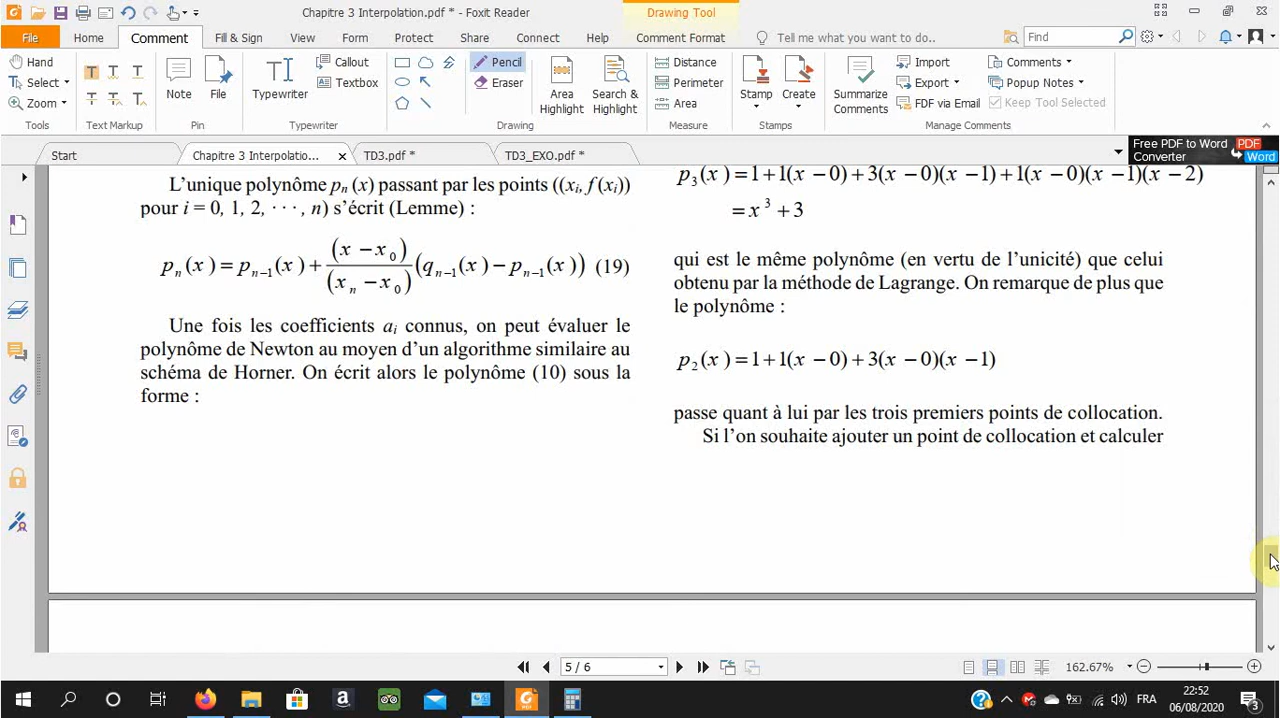 Chapitre 3 Interpolation.pdf * - Foxit Reader
Drawing Tool
File
Home
Comment
Fill & Sign
View
Form
Protect
Share
Connect
Help
Comment Format
Tell me what you want to do..
Find
Hand
Select
Zoom
Tools
Text Markup
Note
File
Pin
Typewriter
Callout
Textbox
Typewriter
Pencil
Eraser
Drawing
Area Highlight
Search & Highlight
Distance
Perimeter
Area
Measure
Stamp
Create
Stamps
Summarize Comments
Import
Export
FDF via Email
Comments
Popup Notes
Keep Tool Selected
Manage Comments
Start
Chapitre 3 Interpolatio... *
TD3.pdf *
TD3_EXO.pdf *
Free PDF to Word
Converter
PDF
Word
L’unique polynôme pₙ(x) passant par les points ((xᵢ, f(xᵢ))
pour i = 0, 1, 2, · · ·, n) s’écrit (Lemme) :
pₙ(x) = pₙ₋₁(x) + (x − x₀)/(xₙ − x₀) (qₙ₋₁(x) − pₙ₋₁(x)) (19)
Une fois les coefficients aᵢ connus, on peut évaluer le
polynôme de Newton au moyen d’un algorithme similaire au
schéma de Horner. On écrit alors le polynôme (10) sous la
forme :
p₃(x) = 1 + 1(x − 0) + 3(x − 0)(x − 1) + 1(x − 0)(x − 1)(x − 2)
= x³ + 3
qui est le même polynôme (en vertu de l’unicité) que celui
obtenu par la méthode de Lagrange. On remarque de plus que
le polynôme :
p₂(x) = 1 + 1(x − 0) + 3(x − 0)(x − 1)
passe quant à lui par les trois premiers points de collocation.
Si l’on souhaite ajouter un point de collocation et calculer
5 / 6
162.67%
FRA
22:52
06/08/2020
3